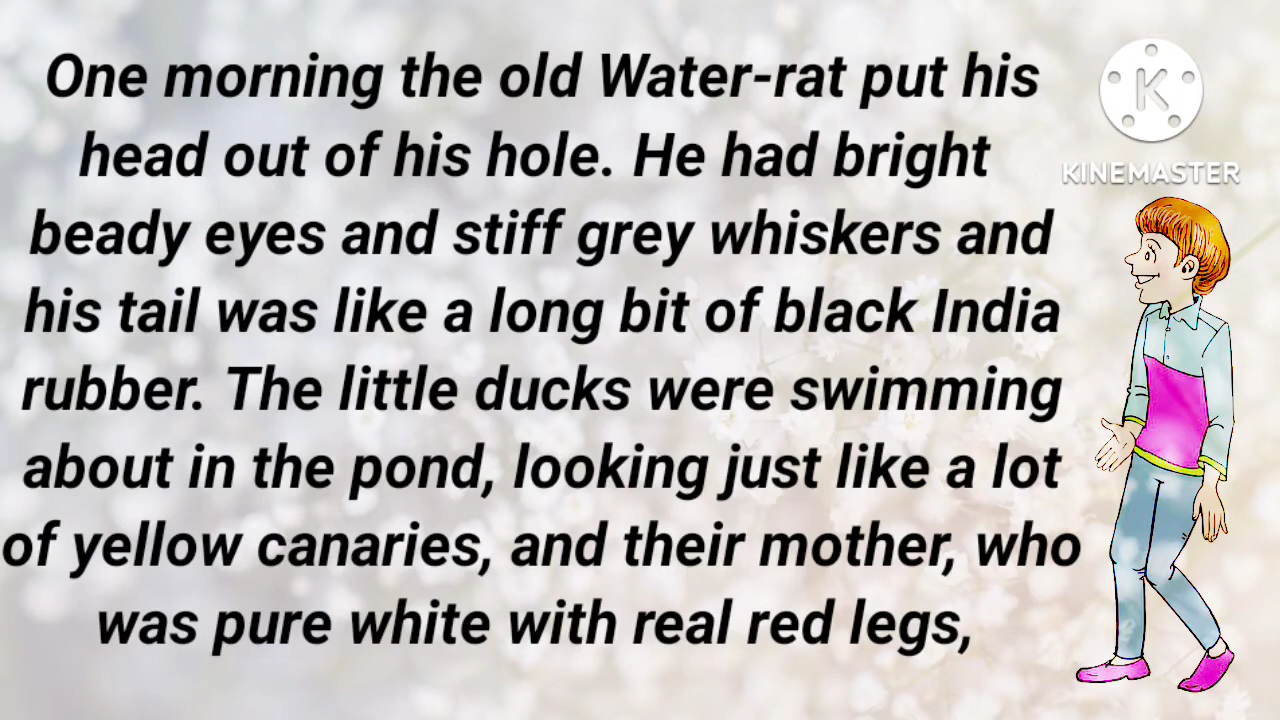 One morning the old Water-rat put his
head out of his hole. He had bright
beady eyes and stiff grey whiskers and
his tail was like a long bit of black India
rubber. The little ducks were swimming
about in the pond, looking just like a lot
of yellow canaries, and their mother, who
was pure white with real red legs,
K
KINEMASTER